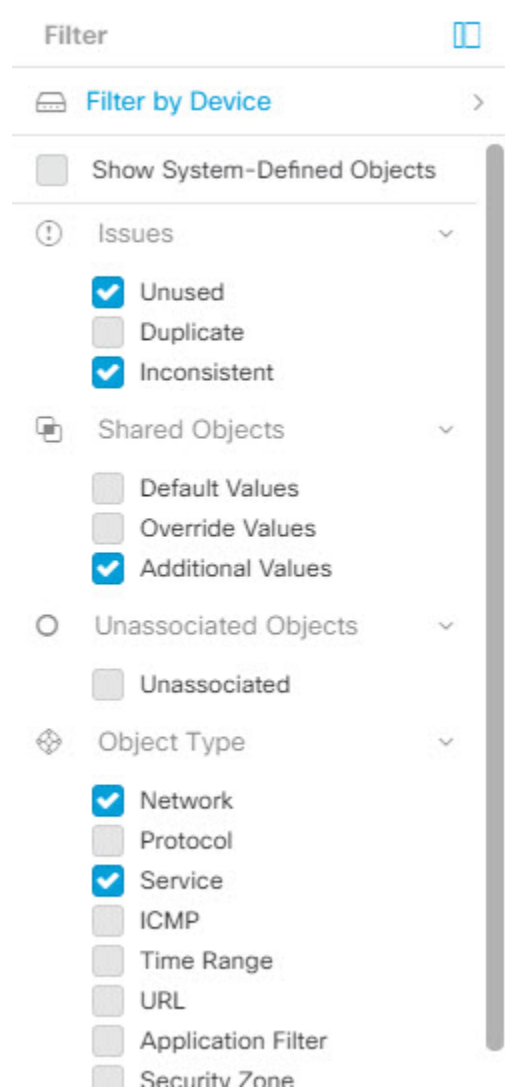 Filter
Filter by Device
Show System-Defined Objects
Issues
Unused
Duplicate
Inconsistent
Shared Objects
Default Values
Override Values
Additional Values
Unassociated Objects
Unassociated
Object Type
Network
Protocol
Service
ICMP
Time Range
URL
Application Filter
Security Zone